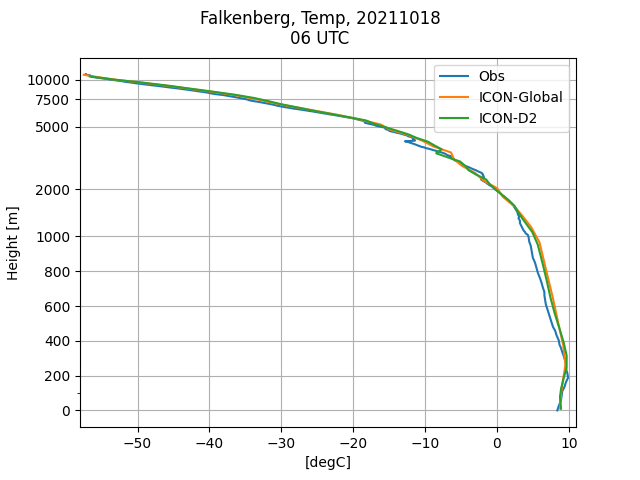 Falkenberg, Temp, 20211018
06 UTC
Height [m]
10000
7500
5000
2000
1000
800
600
400
200
0
Obs
ICON-Global
ICON-D2
−50
−40
−30
−20
−10
0
10
[degC]